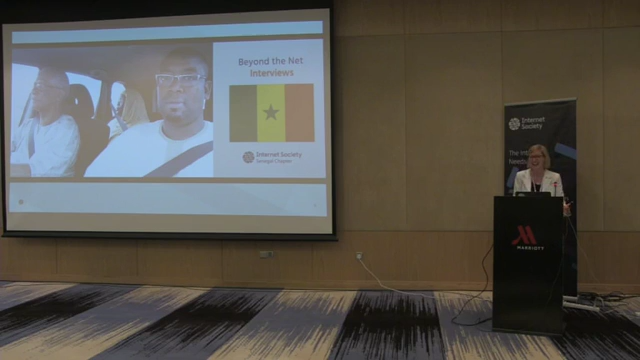 Beyond the Net
Interviews
Internet Society
Senegal Chapter
Internet
Society
MARRIOTT